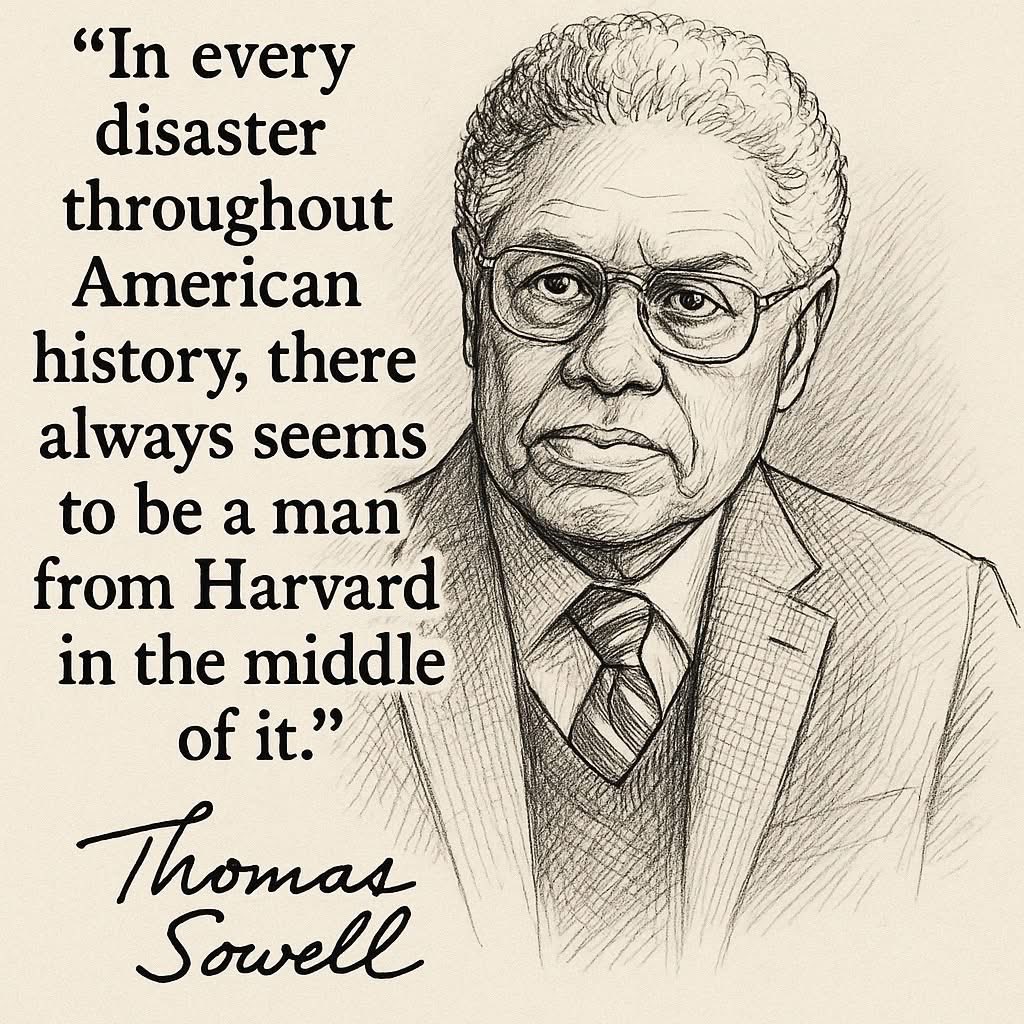 “In every
disaster
throughout
American
history, there
always seems
to be a man
from Harvard
in the middle
of it.”
Thomas
Sowell